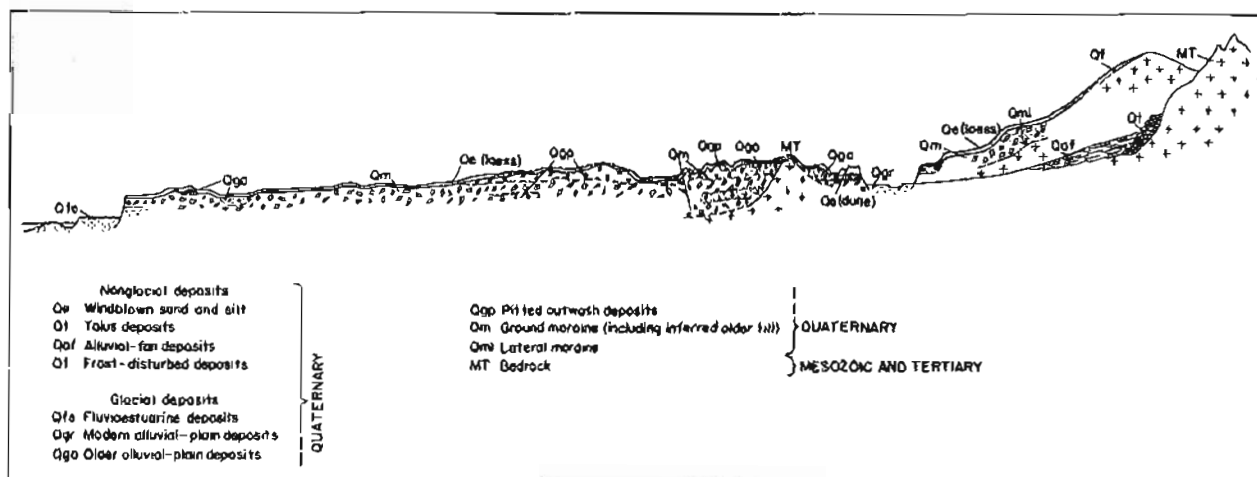 Qf
MT
Qml
Qe (loess)
Qt
Qm
Qaf
Qgp
Qgo
MT
Qm
Qgo
Qgr
Qe (loess)
Qgp
Qm
Qe (dune)
Qgo
Qfe
Nonglacial deposits
Qe Windblown sand and silt
Qt Talus deposits
Qaf Alluvial-fan deposits
Qf Frost-disturbed deposits
Glacial deposits
Qfe Fluvioestuarine deposits
Qgr Modern alluvial-plain deposits
Qgo Older alluvial-plain deposits
QUATERNARY
Qgp Pitted outwash deposits
Qm Ground moraine (including inferred older till)
Qml Lateral moraine
MT Bedrock
QUATERNARY
MESOZOIC AND TERTIARY